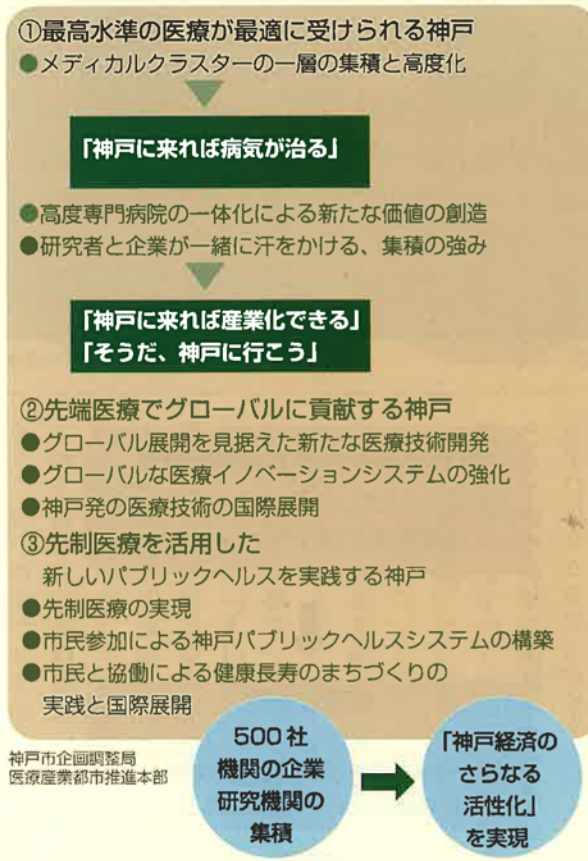 ①最高水準の医療が最適に受けられる神戸
●メディカルクラスターの一層の集積と高度化
「神戸に来れば病気が治る」
●高度専門病院の一体化による新たな価値の創造
●研究者と企業が一緒に汗をかける、集積の強み
「神戸に来れば産業化できる」
「そうだ、神戸に行こう」
②先端医療でグローバルに貢献する神戸
●グローバル展開を見据えた新たな医療技術開発
●グローバルな医療イノベーションシステムの強化
●神戸発の医療技術の国際展開
③先制医療を活用した
新しいパブリックヘルスを実践する神戸
●先制医療の実現
●市民参加による神戸パブリックヘルスシステムの構築
●市民と協働による健康長寿のまちづくりの
実践と国際展開
神戸市企画調整局
医療産業都市推進本部
500社
機関の企業
研究機関の
集積
「神戸経済の
さらなる
活性化」
を実現